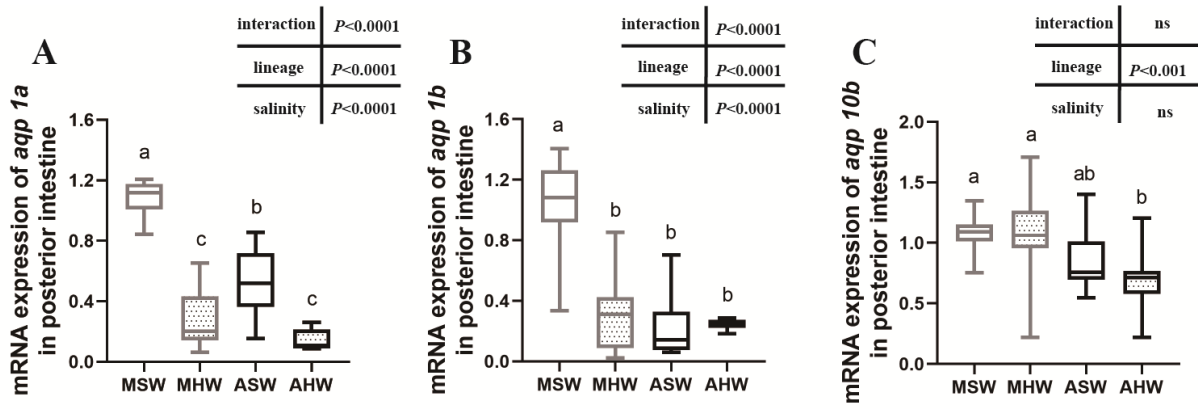 A
interaction P<0.0001
lineage P<0.0001
salinity P<0.0001
mRNA expression of aqp 1a
in posterior intestine
1.6
1.2
0.8
0.4
0.0
a
c
b
c
MSW MHW ASW AHW
B
interaction P<0.0001
lineage P<0.0001
salinity P<0.0001
mRNA expression of aqp 1b
in posterior intestine
1.6
1.2
0.8
0.4
0.0
a
b
b
b
MSW MHW ASW AHW
C
interaction ns
lineage P<0.001
salinity ns
mRNA expression of aqp 10b
in posterior intestine
2.0
1.5
1.0
0.5
0.0
a
a
ab
b
MSW MHW ASW AHW